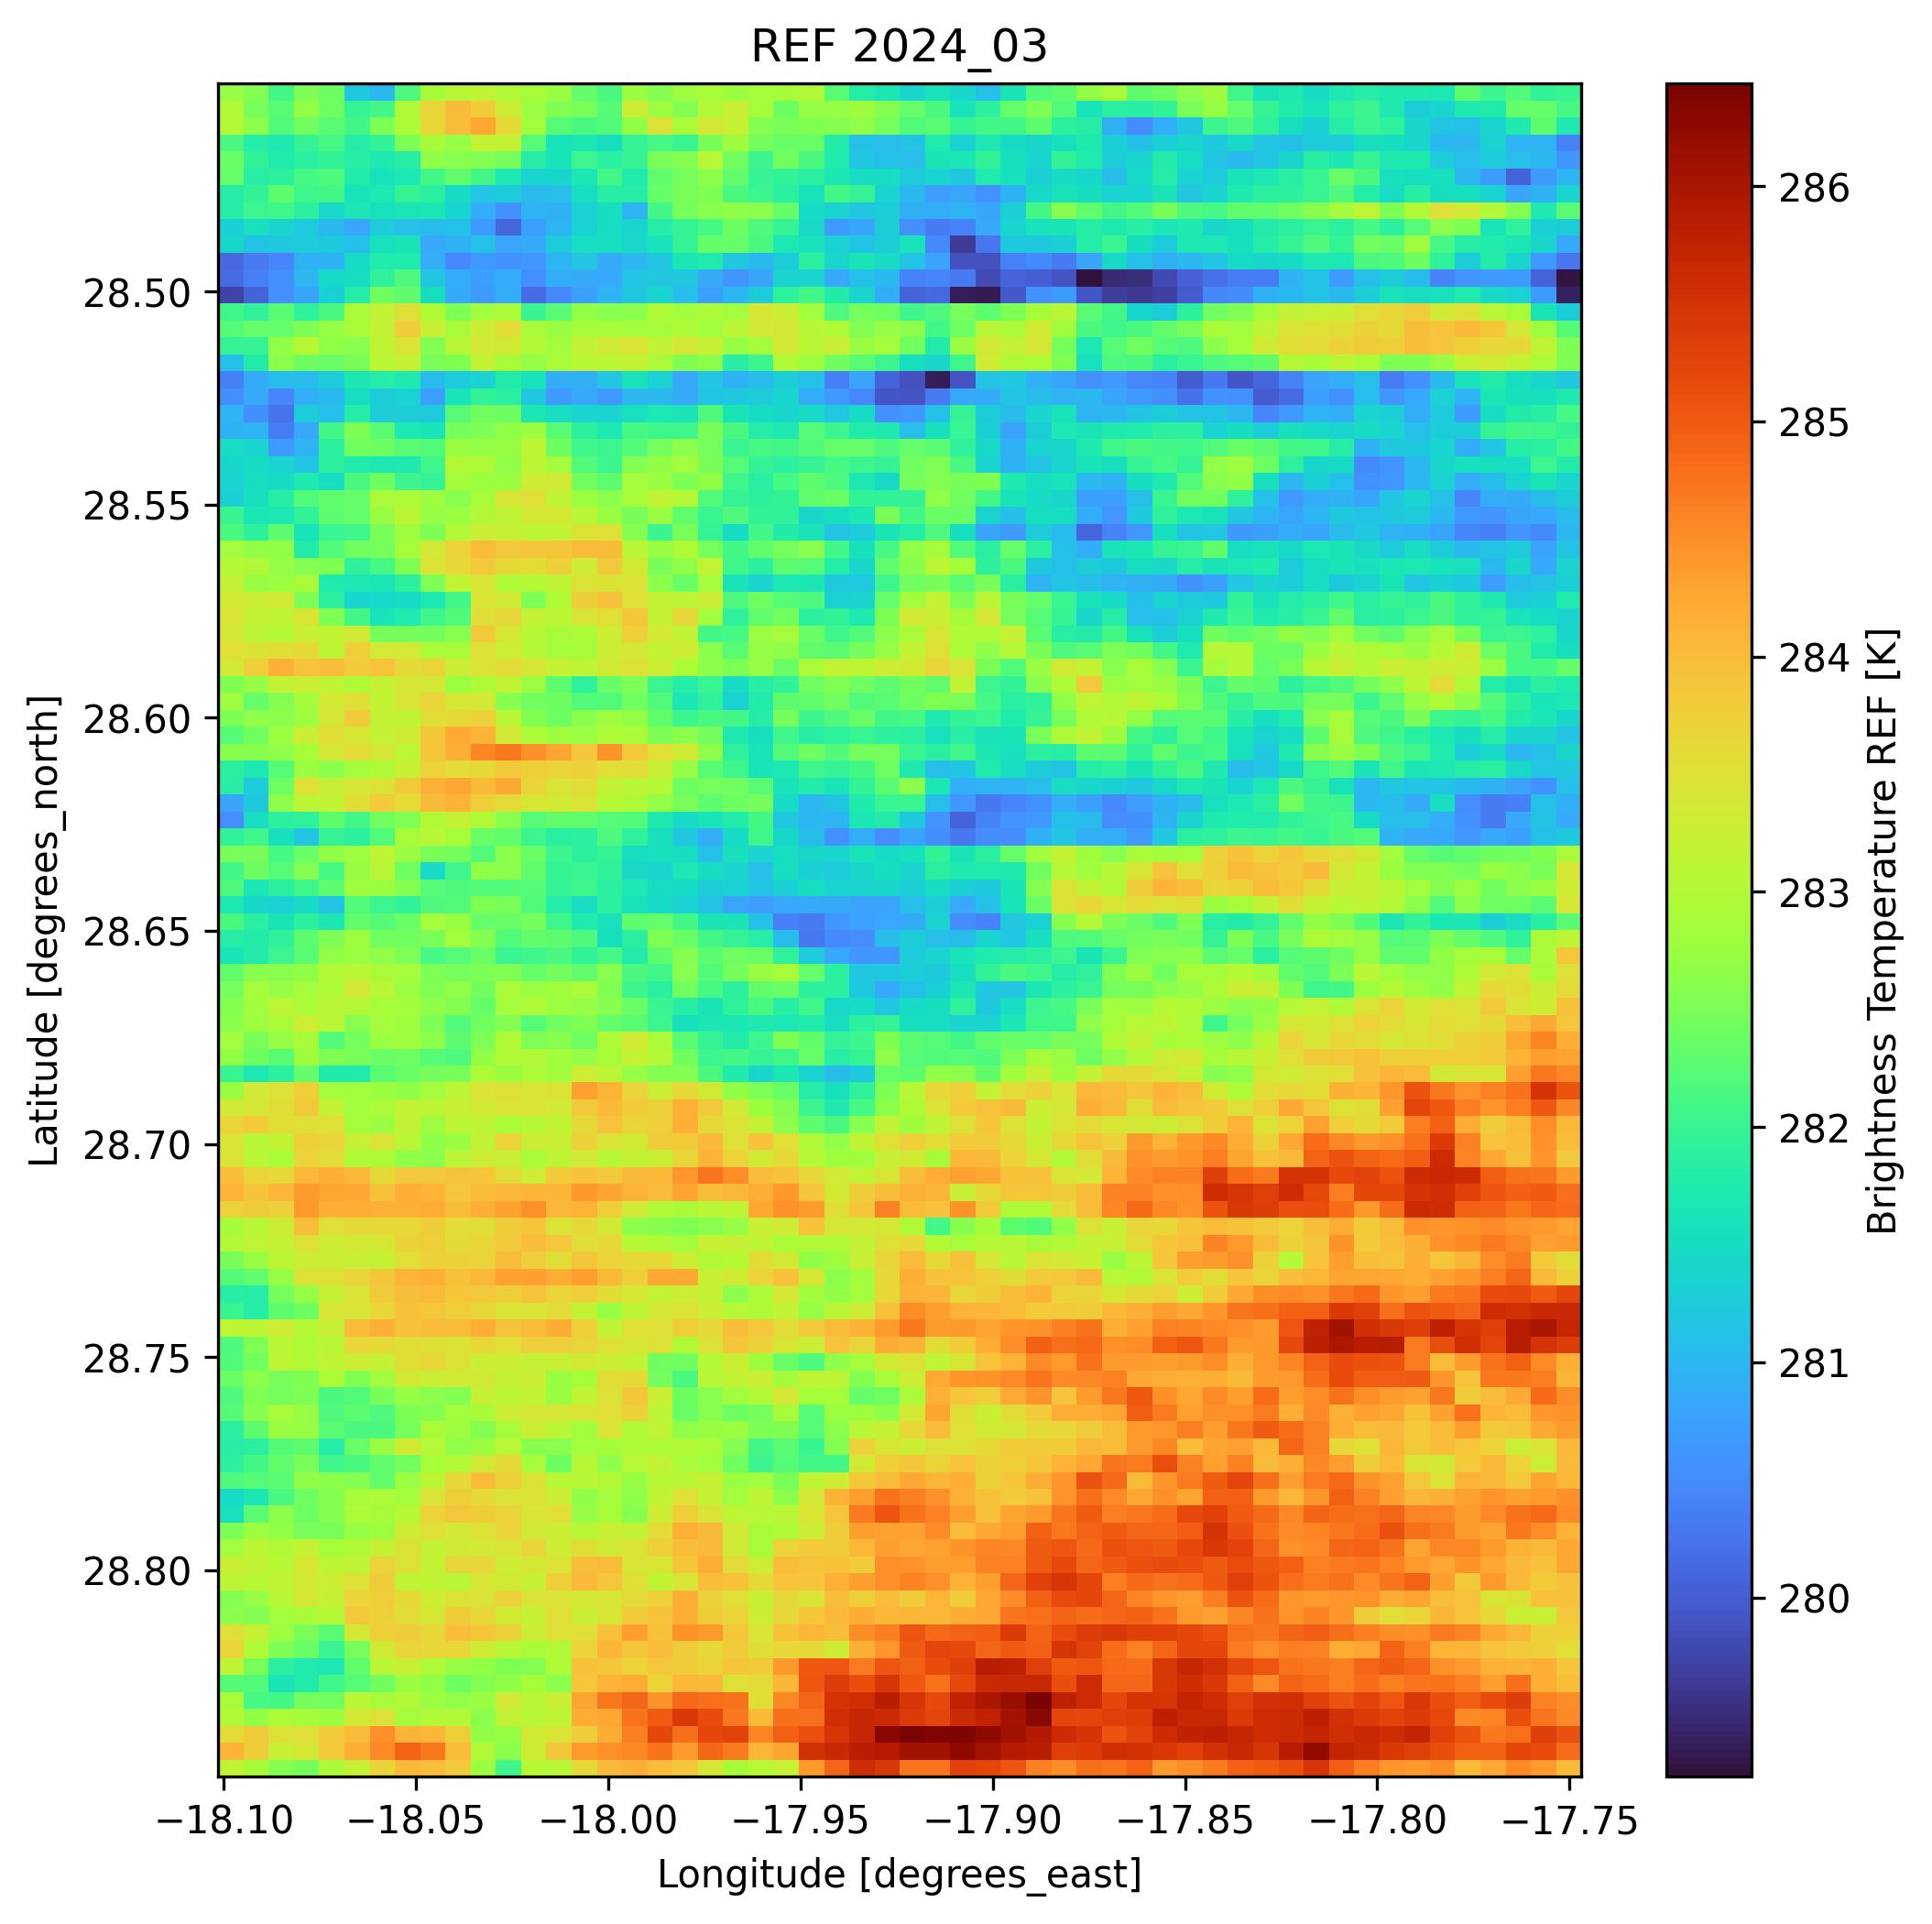 REF 2024_03
28.50
28.55
28.60
28.65
28.70
28.75
28.80
Latitude [degrees_north]
−18.10 −18.05 −18.00 −17.95 −17.90 −17.85 −17.80 −17.75
Longitude [degrees_east]
286
285
284
283
282
281
280
Brightness Temperature REF [K]